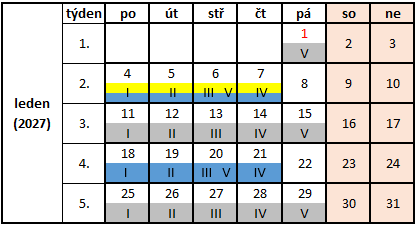 týden po út stř čt pá so ne
leden (2027)
1. 1 2 3
V
2. 4 5 6 7 8 9 10
I II III V IV
3. 11 12 13 14 15 16 17
I II III IV V
4. 18 19 20 21 22 23 24
I II III V IV
5. 25 26 27 28 29 30 31
I II III IV V